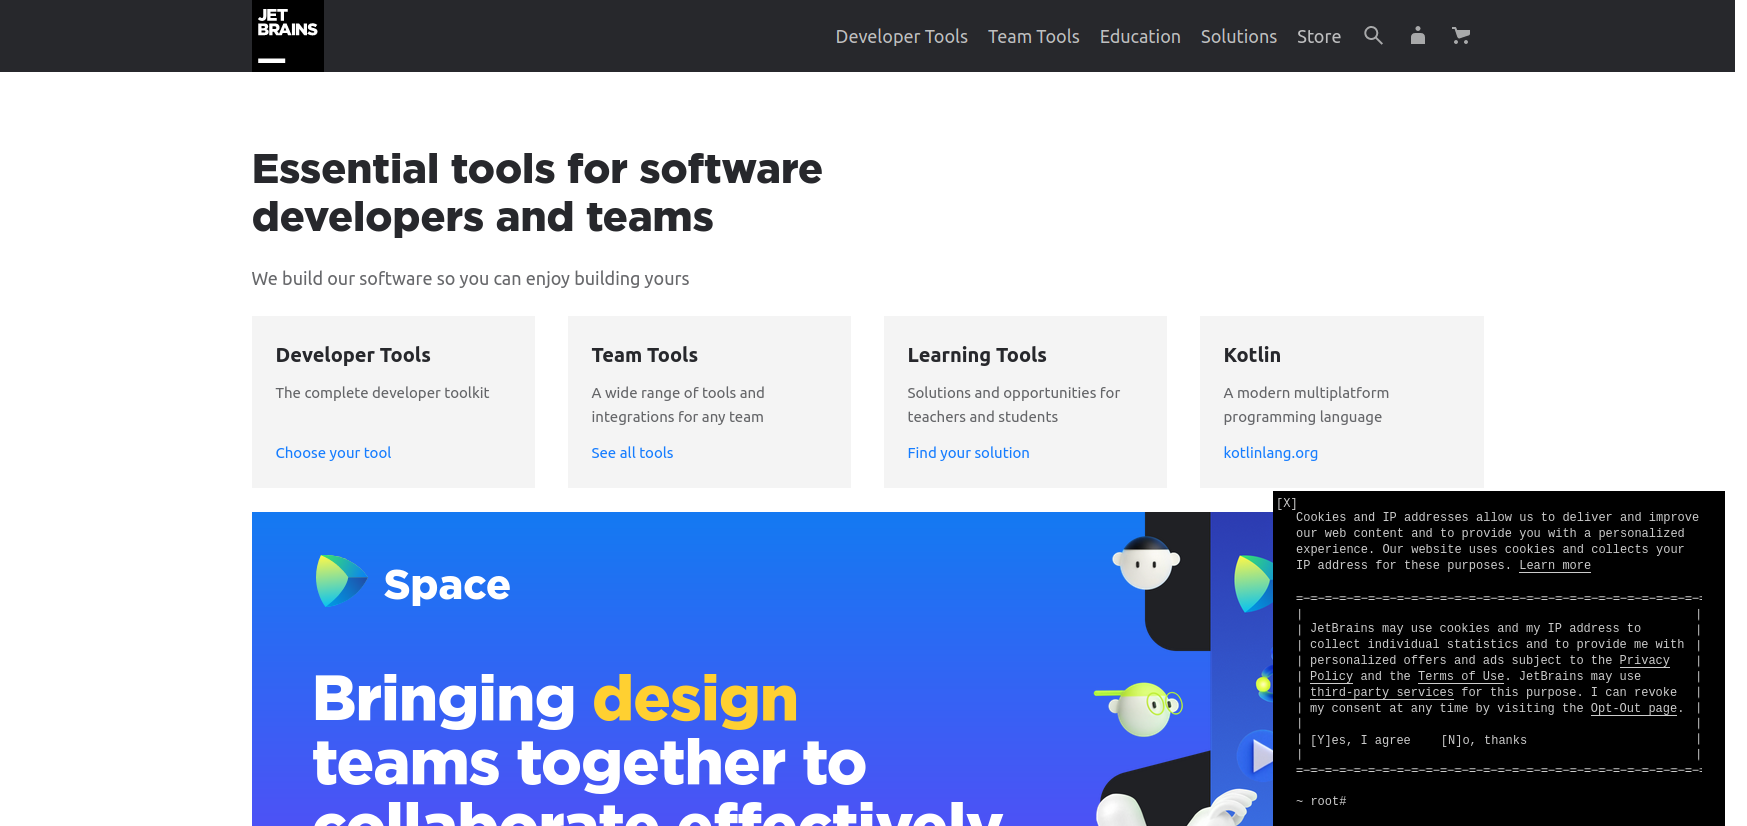 JET
BRAINS
Developer Tools Team Tools Education Solutions Store
Essential tools for software
developers and teams
We build our software so you can enjoy building yours
Developer Tools
The complete developer toolkit
Choose your tool
Team Tools
A wide range of tools and
integrations for any team
See all tools
Learning Tools
Solutions and opportunities for
teachers and students
Find your solution
Kotlin
A modern multiplatform
programming language
kotlinlang.org
Space
Bringing design
teams together to
collaborate effectively
[X]
Cookies and IP addresses allow us to deliver and improve
our web content and to provide you with a personalized
experience. Our website uses cookies and collects your
IP address for these purposes. Learn more
JetBrains may use cookies and my IP address to
collect individual statistics and to provide me with
personalized offers and ads subject to the Privacy
Policy and the Terms of Use. JetBrains may use
third-party services for this purpose. I can revoke
my consent at any time by visiting the Opt-Out page.
[Y]es, I agree [N]o, thanks
~ root#